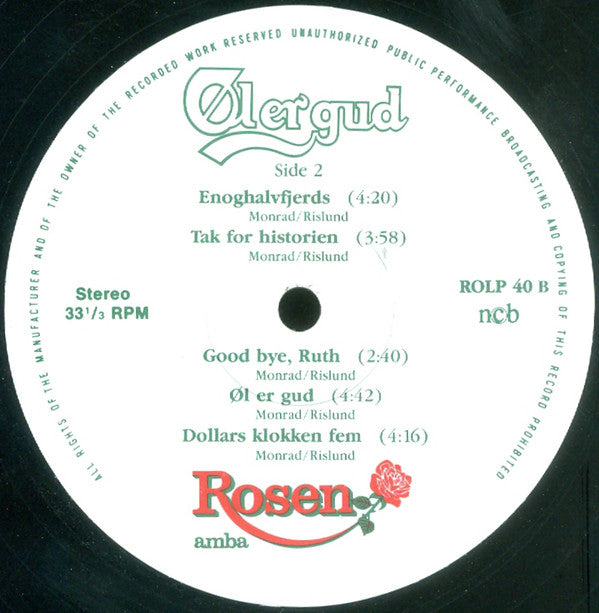 ALL RIGHTS OF THE MANUFACTURER AND OF THE OWNER OF THE RECORDED WORK RESERVED UNAUTHORIZED PUBLIC PERFORMANCE BROADCASTING AND COPYING OF THIS RECORD PROHIBITED
Øl er gud
Side 2
Enoghalvfjerds (4:20)
Monrad/Rislund
Tak for historien (3:58)
Monrad/Rislund
Stereo
33 1/3 RPM
ROLP 40 B
ncb
Good bye, Ruth (2:40)
Monrad/Rislund
Øl er gud (4:42)
Monrad/Rislund
Dollars klokken fem (4:16)
Monrad/Rislund
Rosen
amba